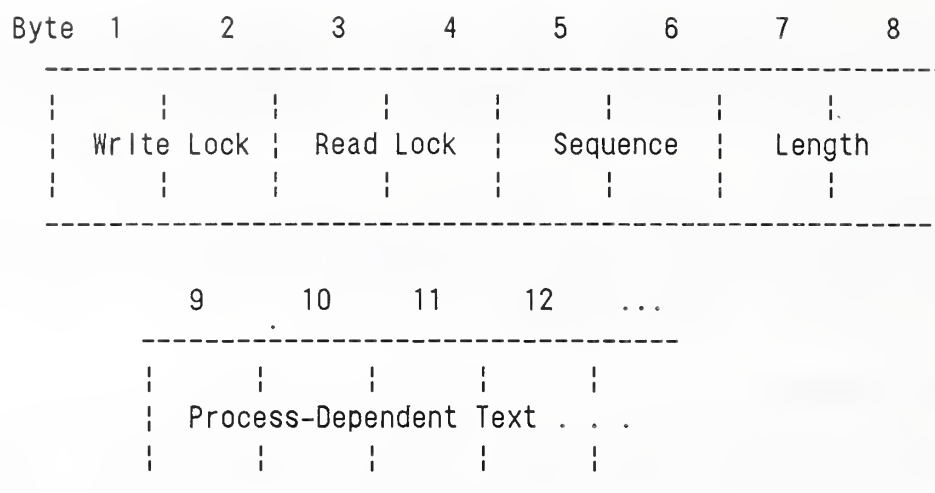 Byte 1 2 3 4 5 6 7 8
Write Lock Read Lock Sequence Length
9 10 11 12 ...
Process-Dependent Text . . .